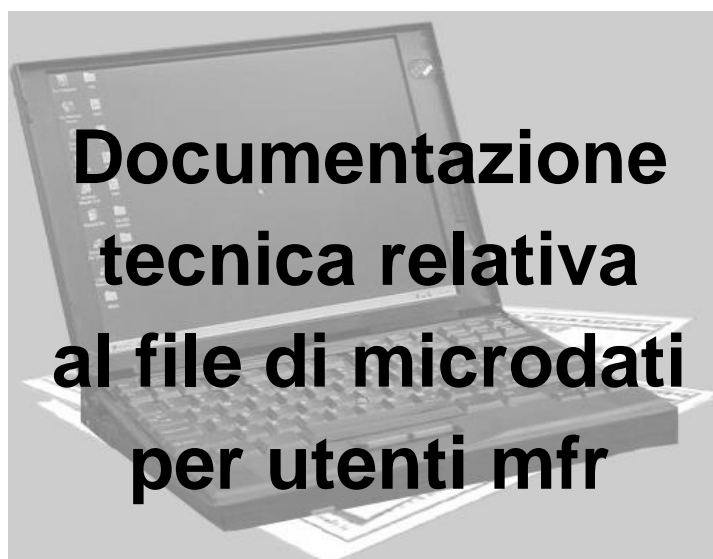 Documentazione
tecnica relativa
al file di microdati
per utenti mfr